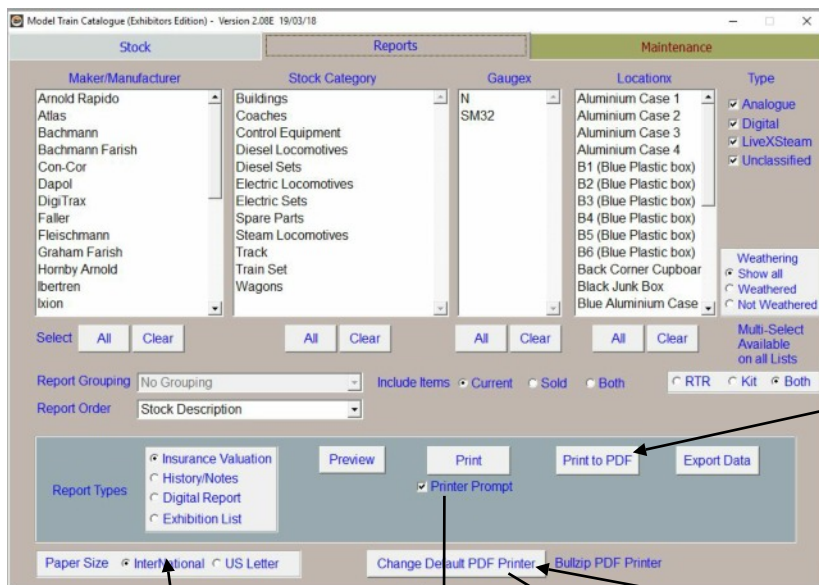 Model Train Catalogue (Exhibitors Edition) - Version 2.08E 19/03/18
Stock
Reports
Maintenance
Maker/Manufacturer
Arnold Rapido
Atlas
Bachmann
Bachmann Farish
Con-Cor
Dapol
DigiTrax
Faller
Fleischmann
Graham Farish
Hornby Arnold
Ibertren
Ixion
Stock Category
Buildings
Coaches
Control Equipment
Diesel Locomotives
Diesel Sets
Electric Locomotives
Electric Sets
Spare Parts
Steam Locomotives
Track
Train Set
Wagons
Gaugex
N
SM32
Locationx
Aluminium Case 1
Aluminium Case 2
Aluminium Case 3
Aluminium Case 4
B1 (Blue Plastic box)
B2 (Blue Plastic box)
B3 (Blue Plastic box)
B4 (Blue Plastic box)
B5 (Blue Plastic box)
B6 (Blue Plastic box)
Back Corner Cupboar
Black Junk Box
Blue Aluminium Case
Type
Analogue
Digital
LiveXSteam
Unclassified
Weathering
Show all
Weathered
Not Weathered
Select All Clear
All Clear
All Clear
All Clear
Multi-Select
Available
on all Lists
Report Grouping No Grouping
Include Items Current Sold Both
RTR Kit Both
Report Order Stock Description
Report Types
Insurance Valuation
History/Notes
Digital Report
Exhibition List
Preview
Print
Printer Prompt
Print to PDF
Export Data
Paper Size InterNational US Letter
Change Default PDF Printer
Bullzip PDF Printer